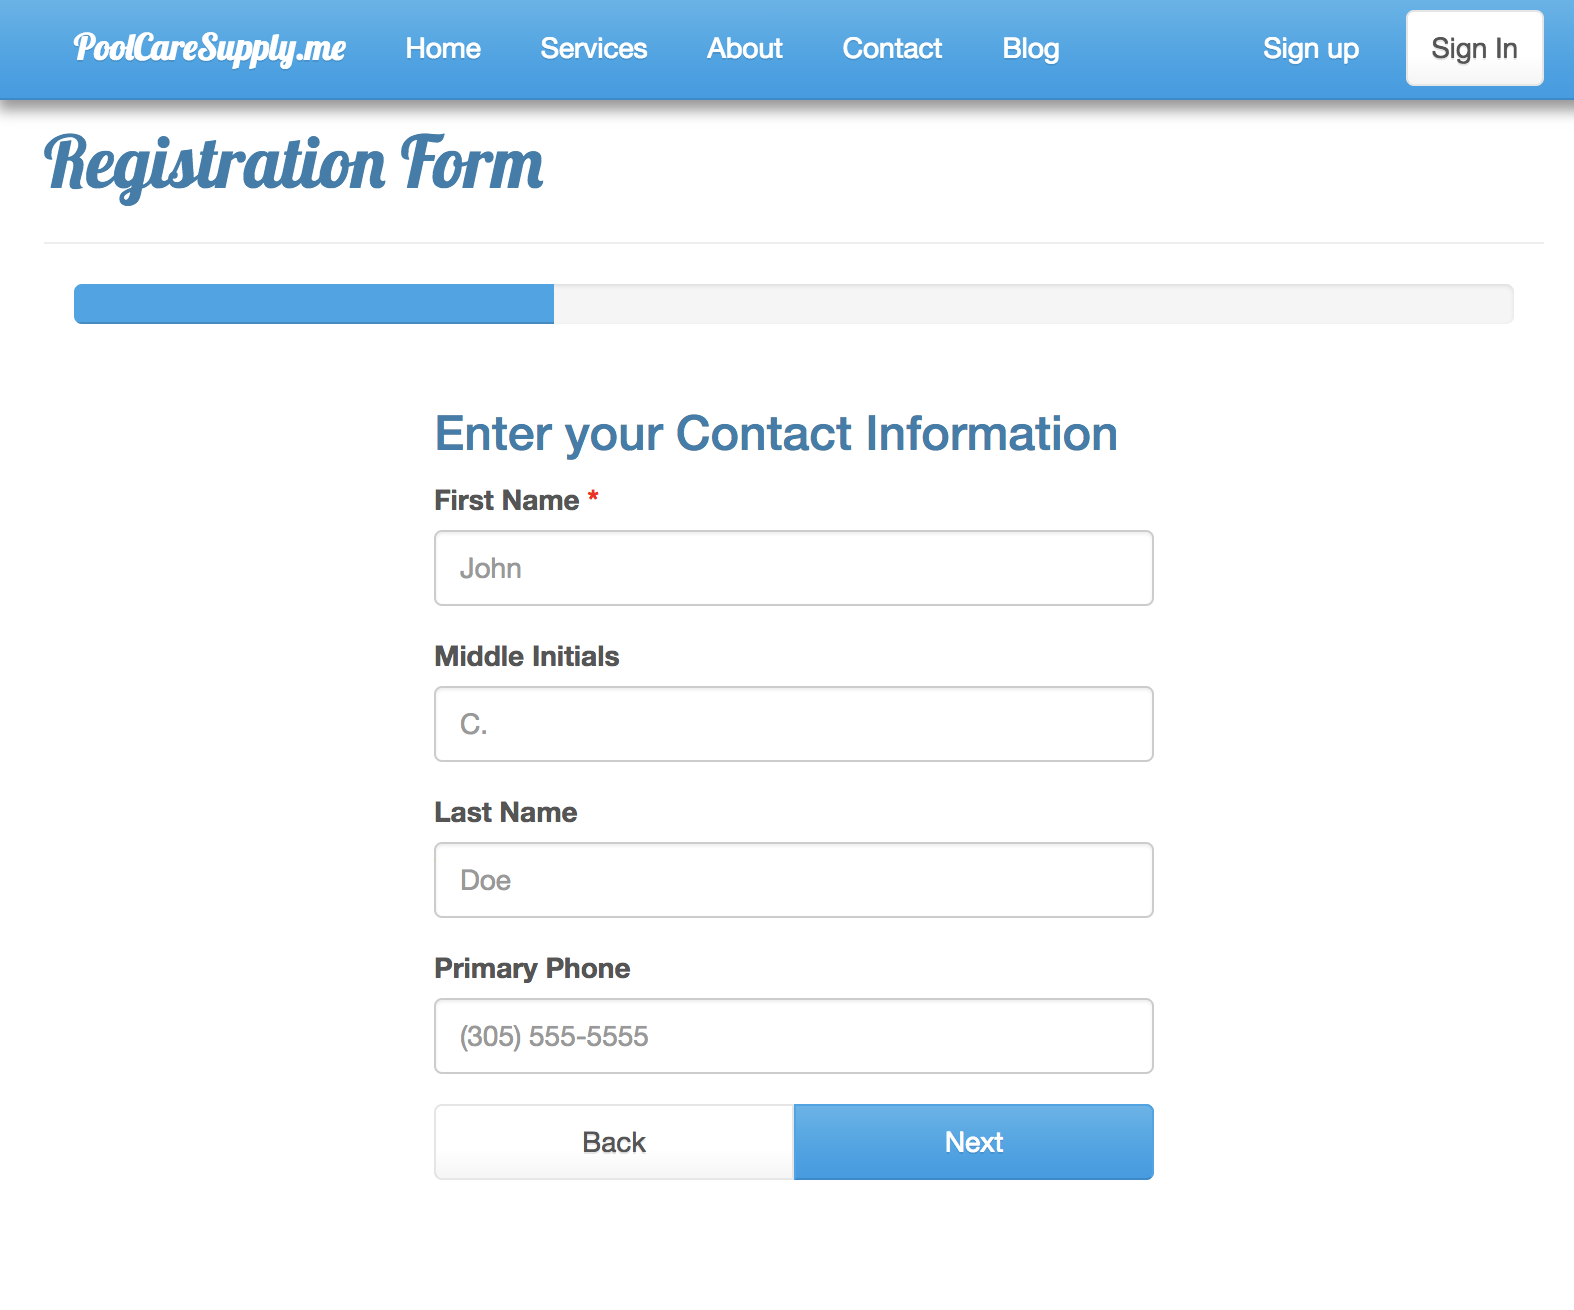 PoolCareSupply.me Home Services About Contact Blog Sign up Sign In
Registration Form
Enter your Contact Information
First Name *
John
Middle Initials
C.
Last Name
Doe
Primary Phone
(305) 555-5555
Back Next